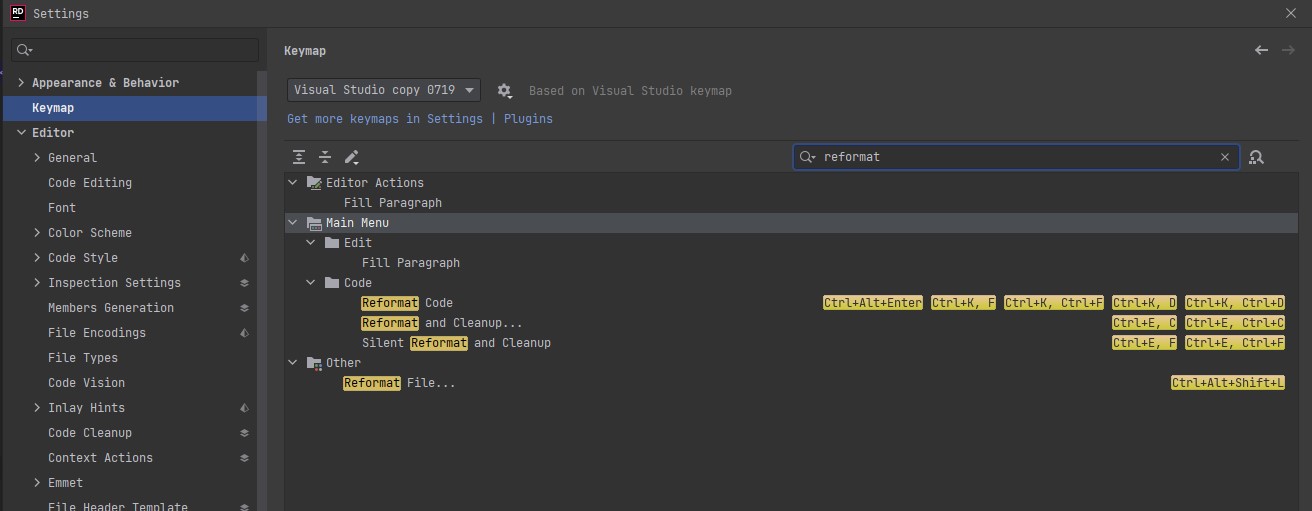 RD Settings
Keymap
Appearance & Behavior
Keymap
Editor
General
Code Editing
Font
Color Scheme
Code Style
Inspection Settings
Members Generation
File Encodings
File Types
Code Vision
Inlay Hints
Code Cleanup
Context Actions
Emmet
File Header Template
Visual Studio copy 0719 Based on Visual Studio keymap
Get more keymaps in Settings | Plugins
reformat
Editor Actions
Fill Paragraph
Main Menu
Edit
Fill Paragraph
Code
Reformat Code Ctrl+Alt+Enter Ctrl+K, F Ctrl+K, Ctrl+F Ctrl+K, D Ctrl+K, Ctrl+D
Reformat and Cleanup... Ctrl+E, C Ctrl+E, Ctrl+C
Silent Reformat and Cleanup Ctrl+E, F Ctrl+E, Ctrl+F
Other
Reformat File... Ctrl+Alt+Shift+L